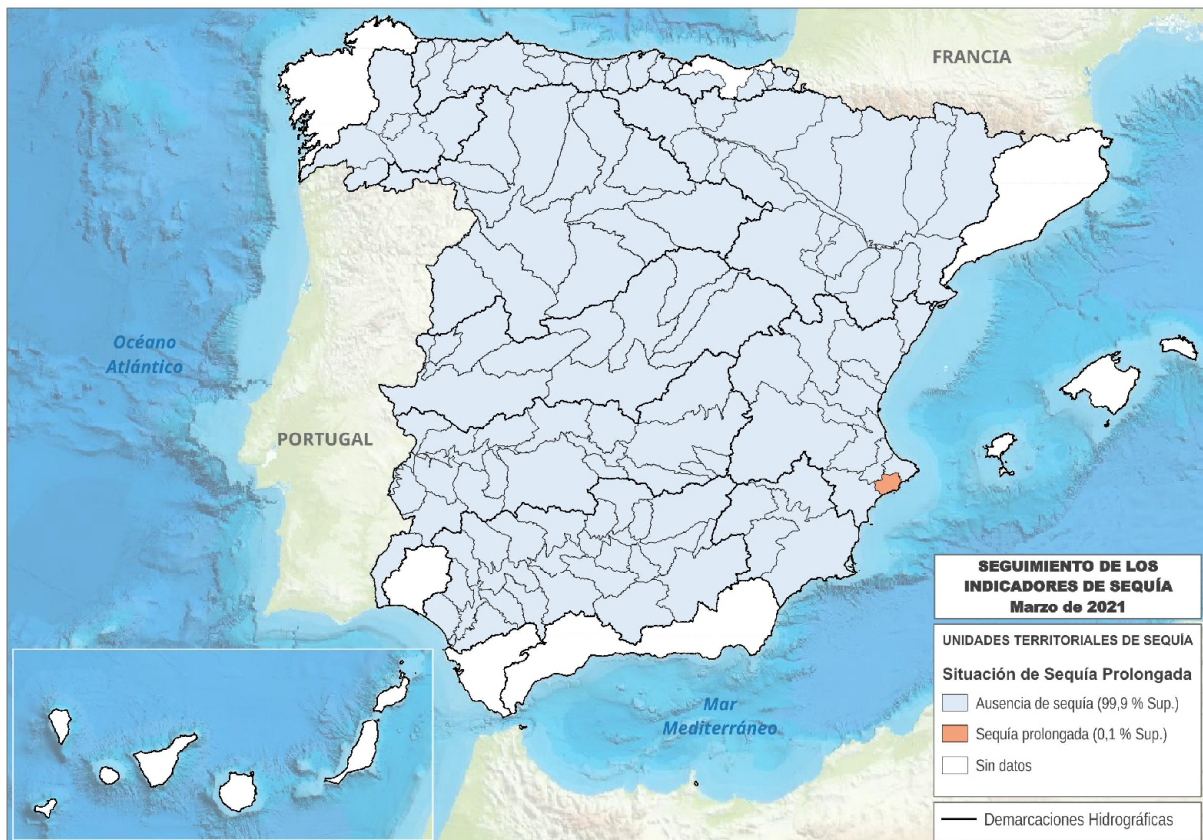 FRANCIA
Océano
Atlántico
PORTUGAL
Mar
Mediterráneo
SEGUIMIENTO DE LOS
INDICADORES DE SEQUÍA
Marzo de 2021
UNIDADES TERRITORIALES DE SEQUÍA
Situación de Sequía Prolongada
Ausencia de sequía (99,9 % Sup.)
Sequía prolongada (0,1 % Sup.)
Sin datos
Demarcaciones Hidrográficas